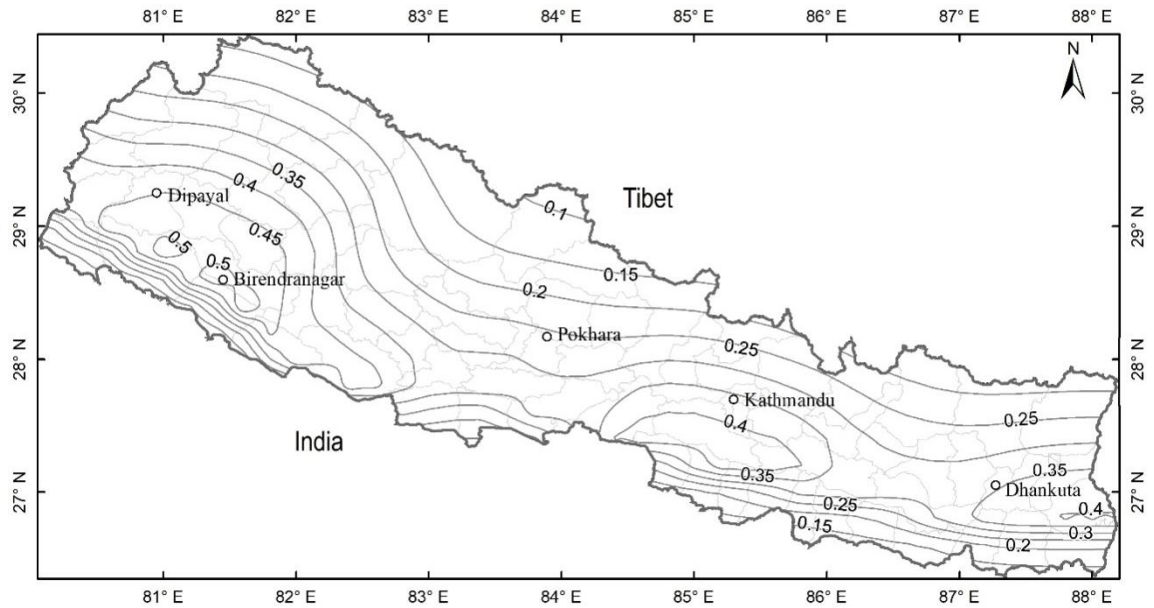 81° E 82° E 83° E 84° E 85° E 86° E 87° E 88° E
N
30° N 30° N
0.35
Tibet
0.4
Dipayal
0.1
29° N 29° N
0.45
0.5
0.5
0.15
Birendranagar
0.2
Pokhara
0.25
28° N 28° N
Kathmandu
0.4
0.25
India
0.35
0.35
27° N 27° N
Dhankuta
0.25
0.4
0.15
0.3
0.2
81° E 82° E 83° E 84° E 85° E 86° E 87° E 88° E